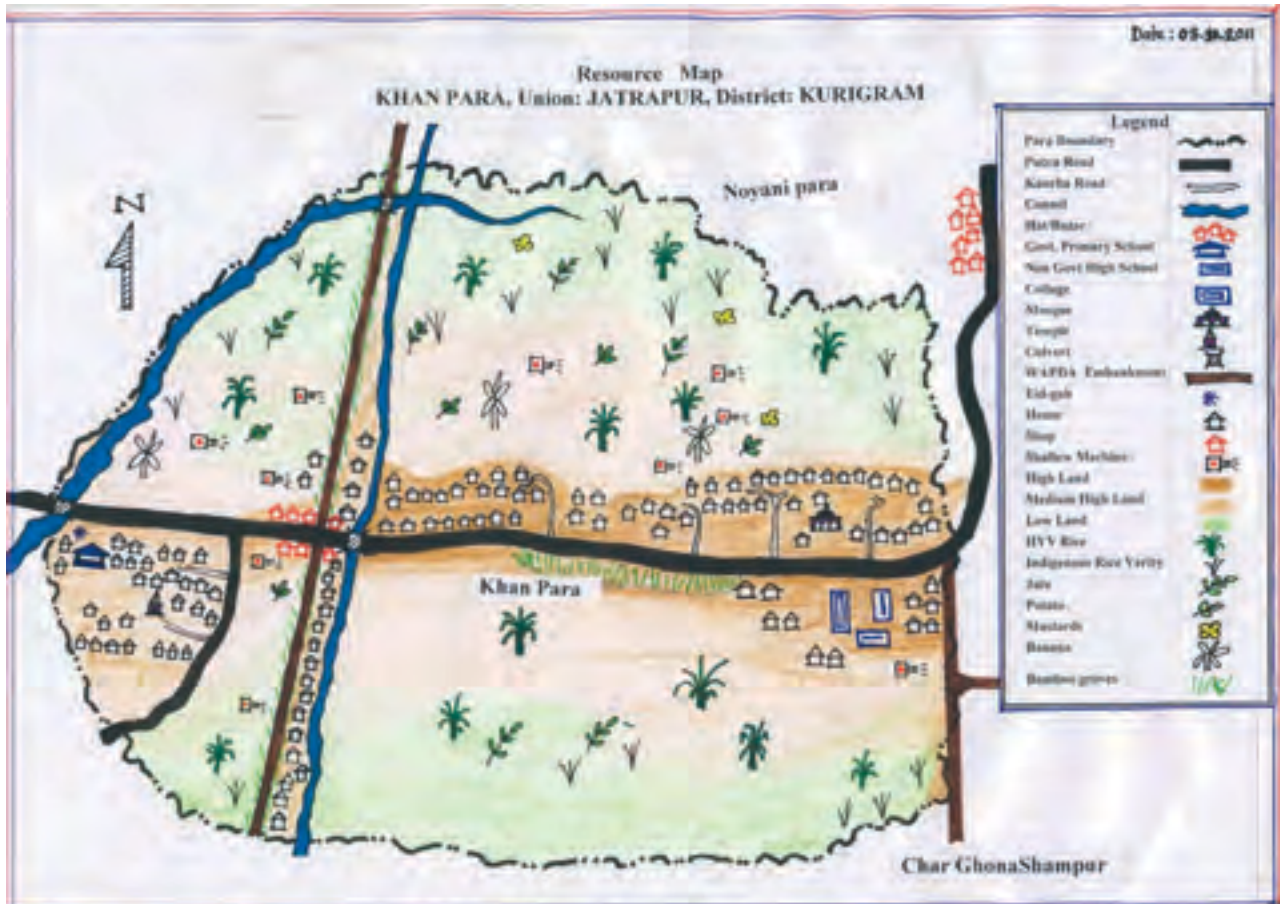 Date : 05-10-2011
Resource Map
KHAN PARA, Union: JATRAPUR, District: KURIGRAM
Legend
Para Boundary
Pucca Road
Kancha Road
Cannel
Hat/Bazar
Govt. Primary School
Non Govt High School
Collage
Mosque
Temple
Culvert
WAPDA Embankment
Eid-gah
Home
Shop
Shallow Machine
High Land
Medium High Land
Low Land
HYV Rice
Indigenous Rice Verity
Jute
Potato
Mustards
Banana
Bamboo groves
Noyani para
Z
Khan Para
Char GhonaShampur